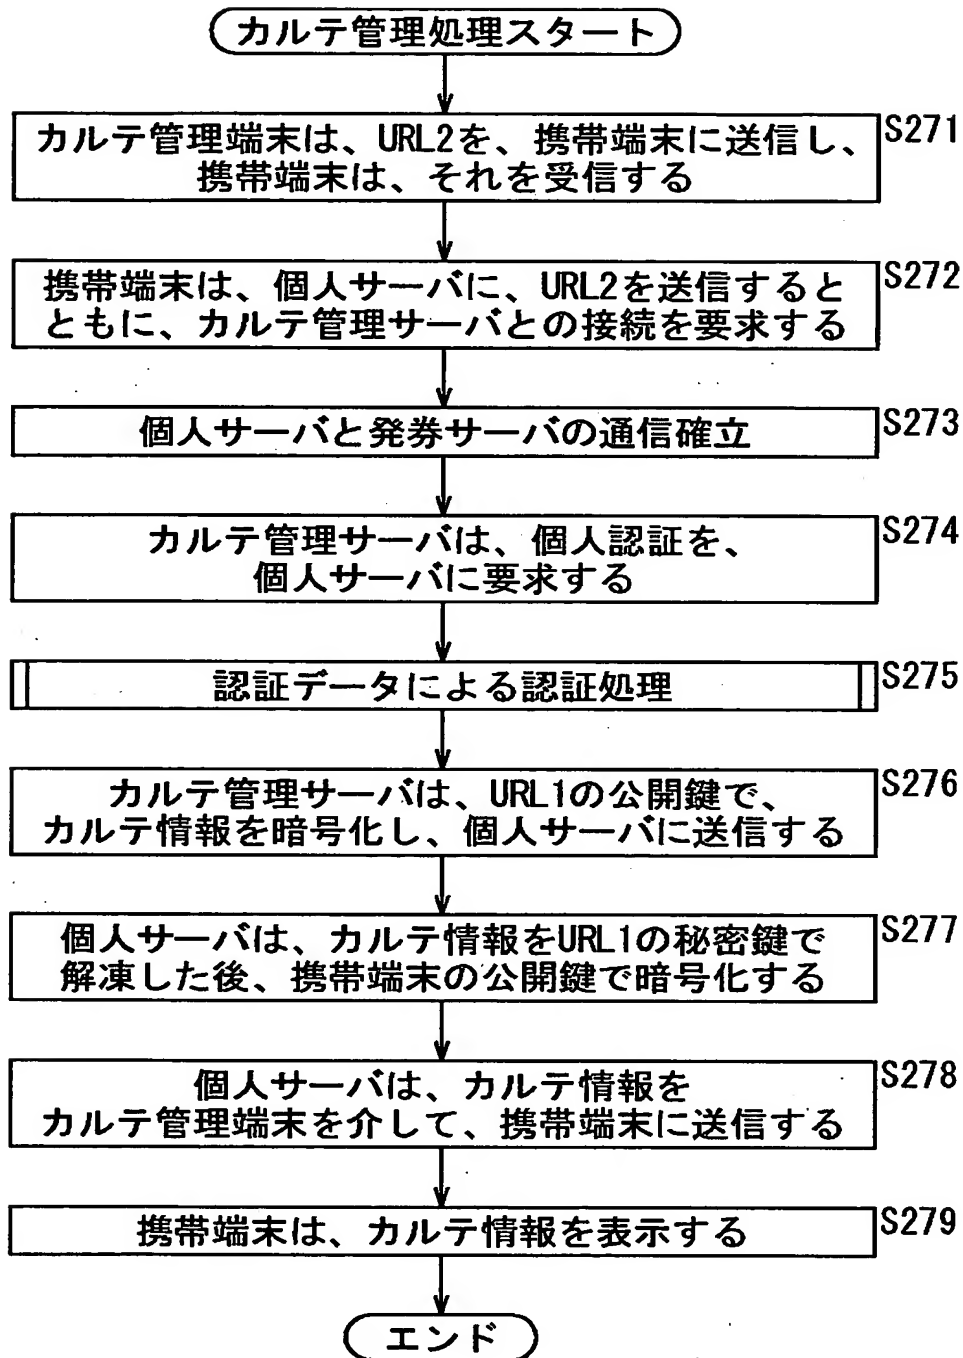 カルテ管理処理スタート
カルテ管理端末は、URL2を、携帯端末に送信し、
携帯端末は、それを受信する
S271
携帯端末は、個人サーバに、URL2を送信すると
ともに、カルテ管理サーバとの接続を要求する
S272
個人サーバと発券サーバの通信確立
S273
カルテ管理サーバは、個人認証を、
個人サーバに要求する
S274
認証データによる認証処理
S275
カルテ管理サーバは、URL1の公開鍵で、
カルテ情報を暗号化し、個人サーバに送信する
S276
個人サーバは、カルテ情報をURL1の秘密鍵で
解凍した後、携帯端末の公開鍵で暗号化する
S277
個人サーバは、カルテ情報を
カルテ管理端末を介して、携帯端末に送信する
S278
携帯端末は、カルテ情報を表示する
S279
エンド